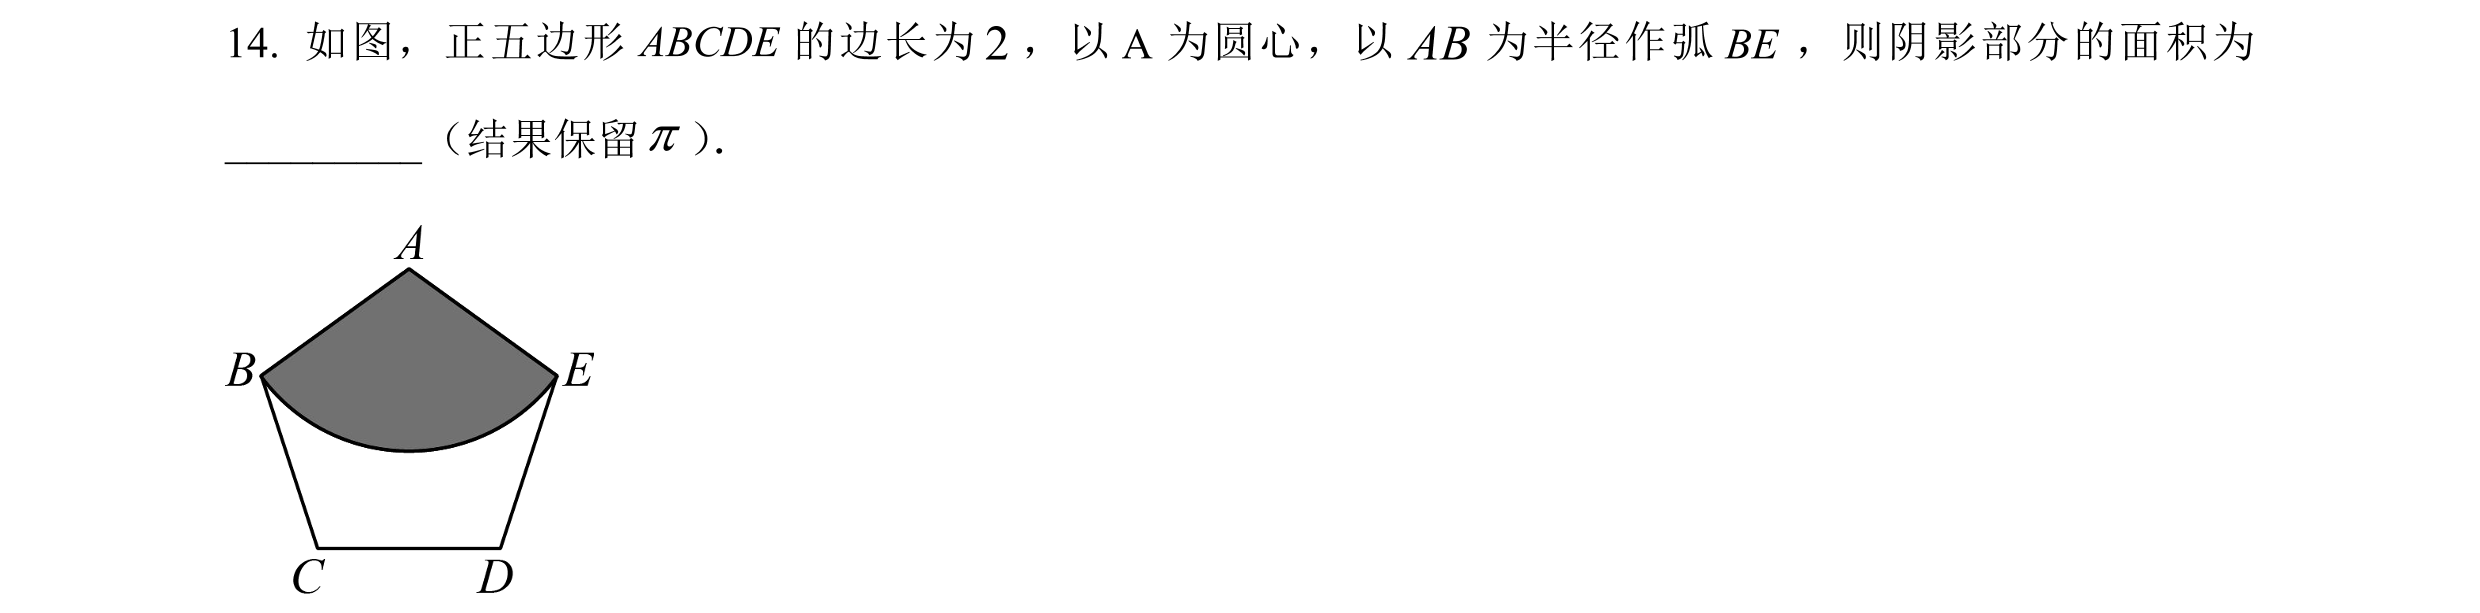 14. 如图，正五边形 ABCDE 的边长为 2 ，以 A 为圆心，以 AB 为半径作弧 BE ，则阴影部分的面积为
_________（结果保留 π ）.
A
B E
C D